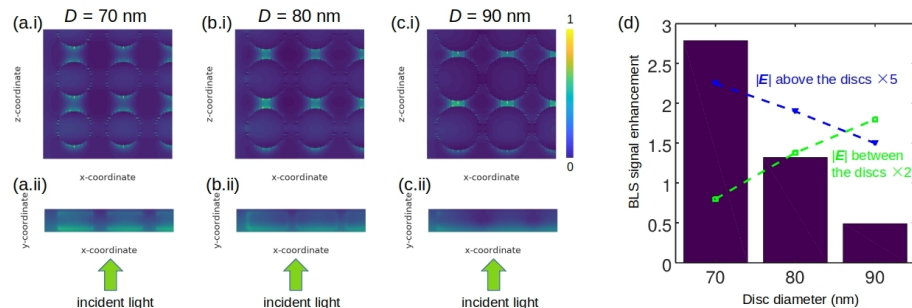 D = 70 nm
D = 80 nm
D = 90 nm
(d)
(a.i)
(b.i)
(c.i)
1
0
z-coordinate
z-coordinate
z-coordinate
x-coordinate
x-coordinate
x-coordinate
(a.ii)
(b.ii)
(c.ii)
y-coordinate
y-coordinate
y-coordinate
x-coordinate
x-coordinate
x-coordinate
incident light
incident light
incident light
BLS signal enhancement
3
2.5
2
1.5
1
0.5
0
|E| above the discs ×5
|E| between
the discs ×2
70
80
90
Disc diameter (nm)